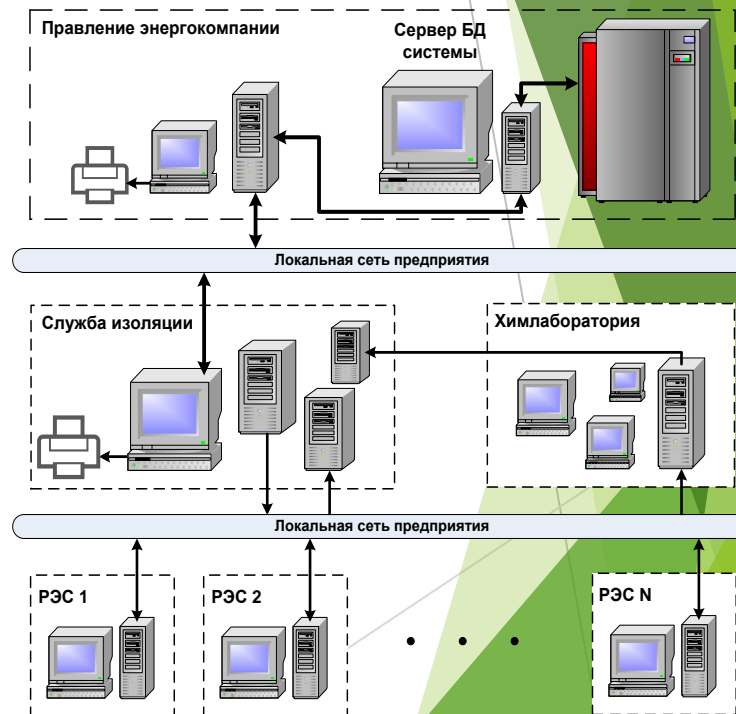 Правление энергокомпании
Сервер БД
системы
Локальная сеть предприятия
Служба изоляции
Химлаборатория
Локальная сеть предприятия
РЭС 1
РЭС 2
РЭС N